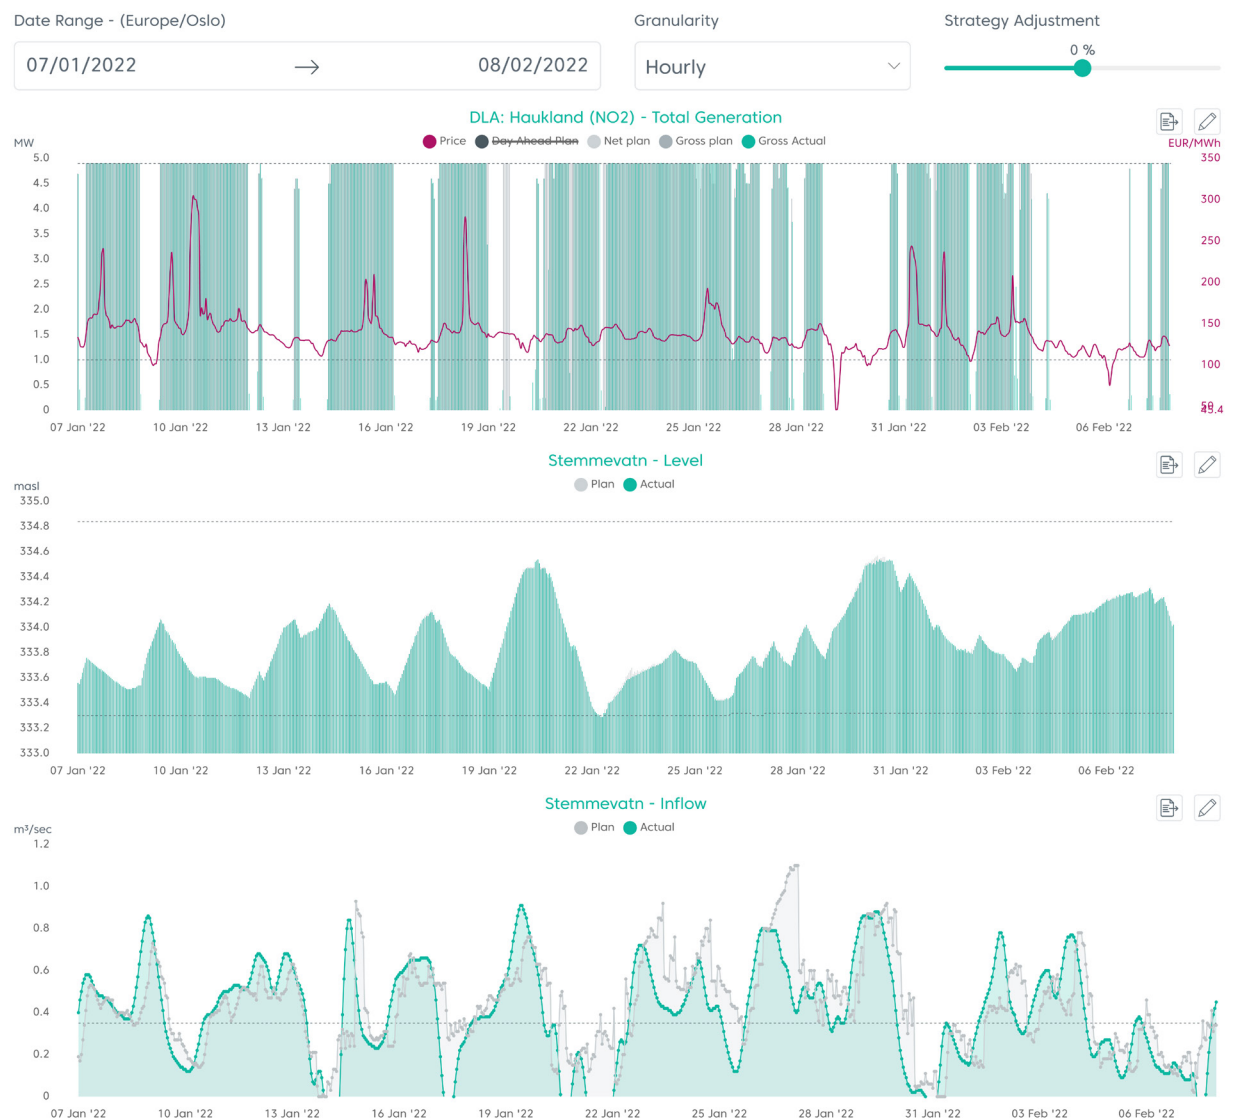 Date Range - (Europe/Oslo)
Granularity
Strategy Adjustment
07/01/2022
08/02/2022
Hourly
0 %
DLA: Haukland (NO2) - Total Generation
Price Day Ahead Plan Net plan Gross plan Gross Actual
MW
EUR/MWh
5.0
4.5
4.0
3.5
3.0
2.5
2.0
1.5
1.0
0.5
0
350
300
250
200
150
100
50
45.4
07 Jan '22 10 Jan '22 13 Jan '22 16 Jan '22 19 Jan '22 22 Jan '22 25 Jan '22 28 Jan '22 31 Jan '22 03 Feb '22 06 Feb '22
Stemmevatn - Level
Plan Actual
masl
335.0
334.8
334.6
334.4
334.2
334.0
333.8
333.6
333.4
333.2
333.0
07 Jan '22 10 Jan '22 13 Jan '22 16 Jan '22 19 Jan '22 22 Jan '22 25 Jan '22 28 Jan '22 31 Jan '22 03 Feb '22 06 Feb '22
Stemmevatn - Inflow
Plan Actual
m³/sec
1.2
1.0
0.8
0.6
0.4
0.2
0
07 Jan '22 10 Jan '22 13 Jan '22 16 Jan '22 19 Jan '22 22 Jan '22 25 Jan '22 28 Jan '22 31 Jan '22 03 Feb '22 06 Feb '22